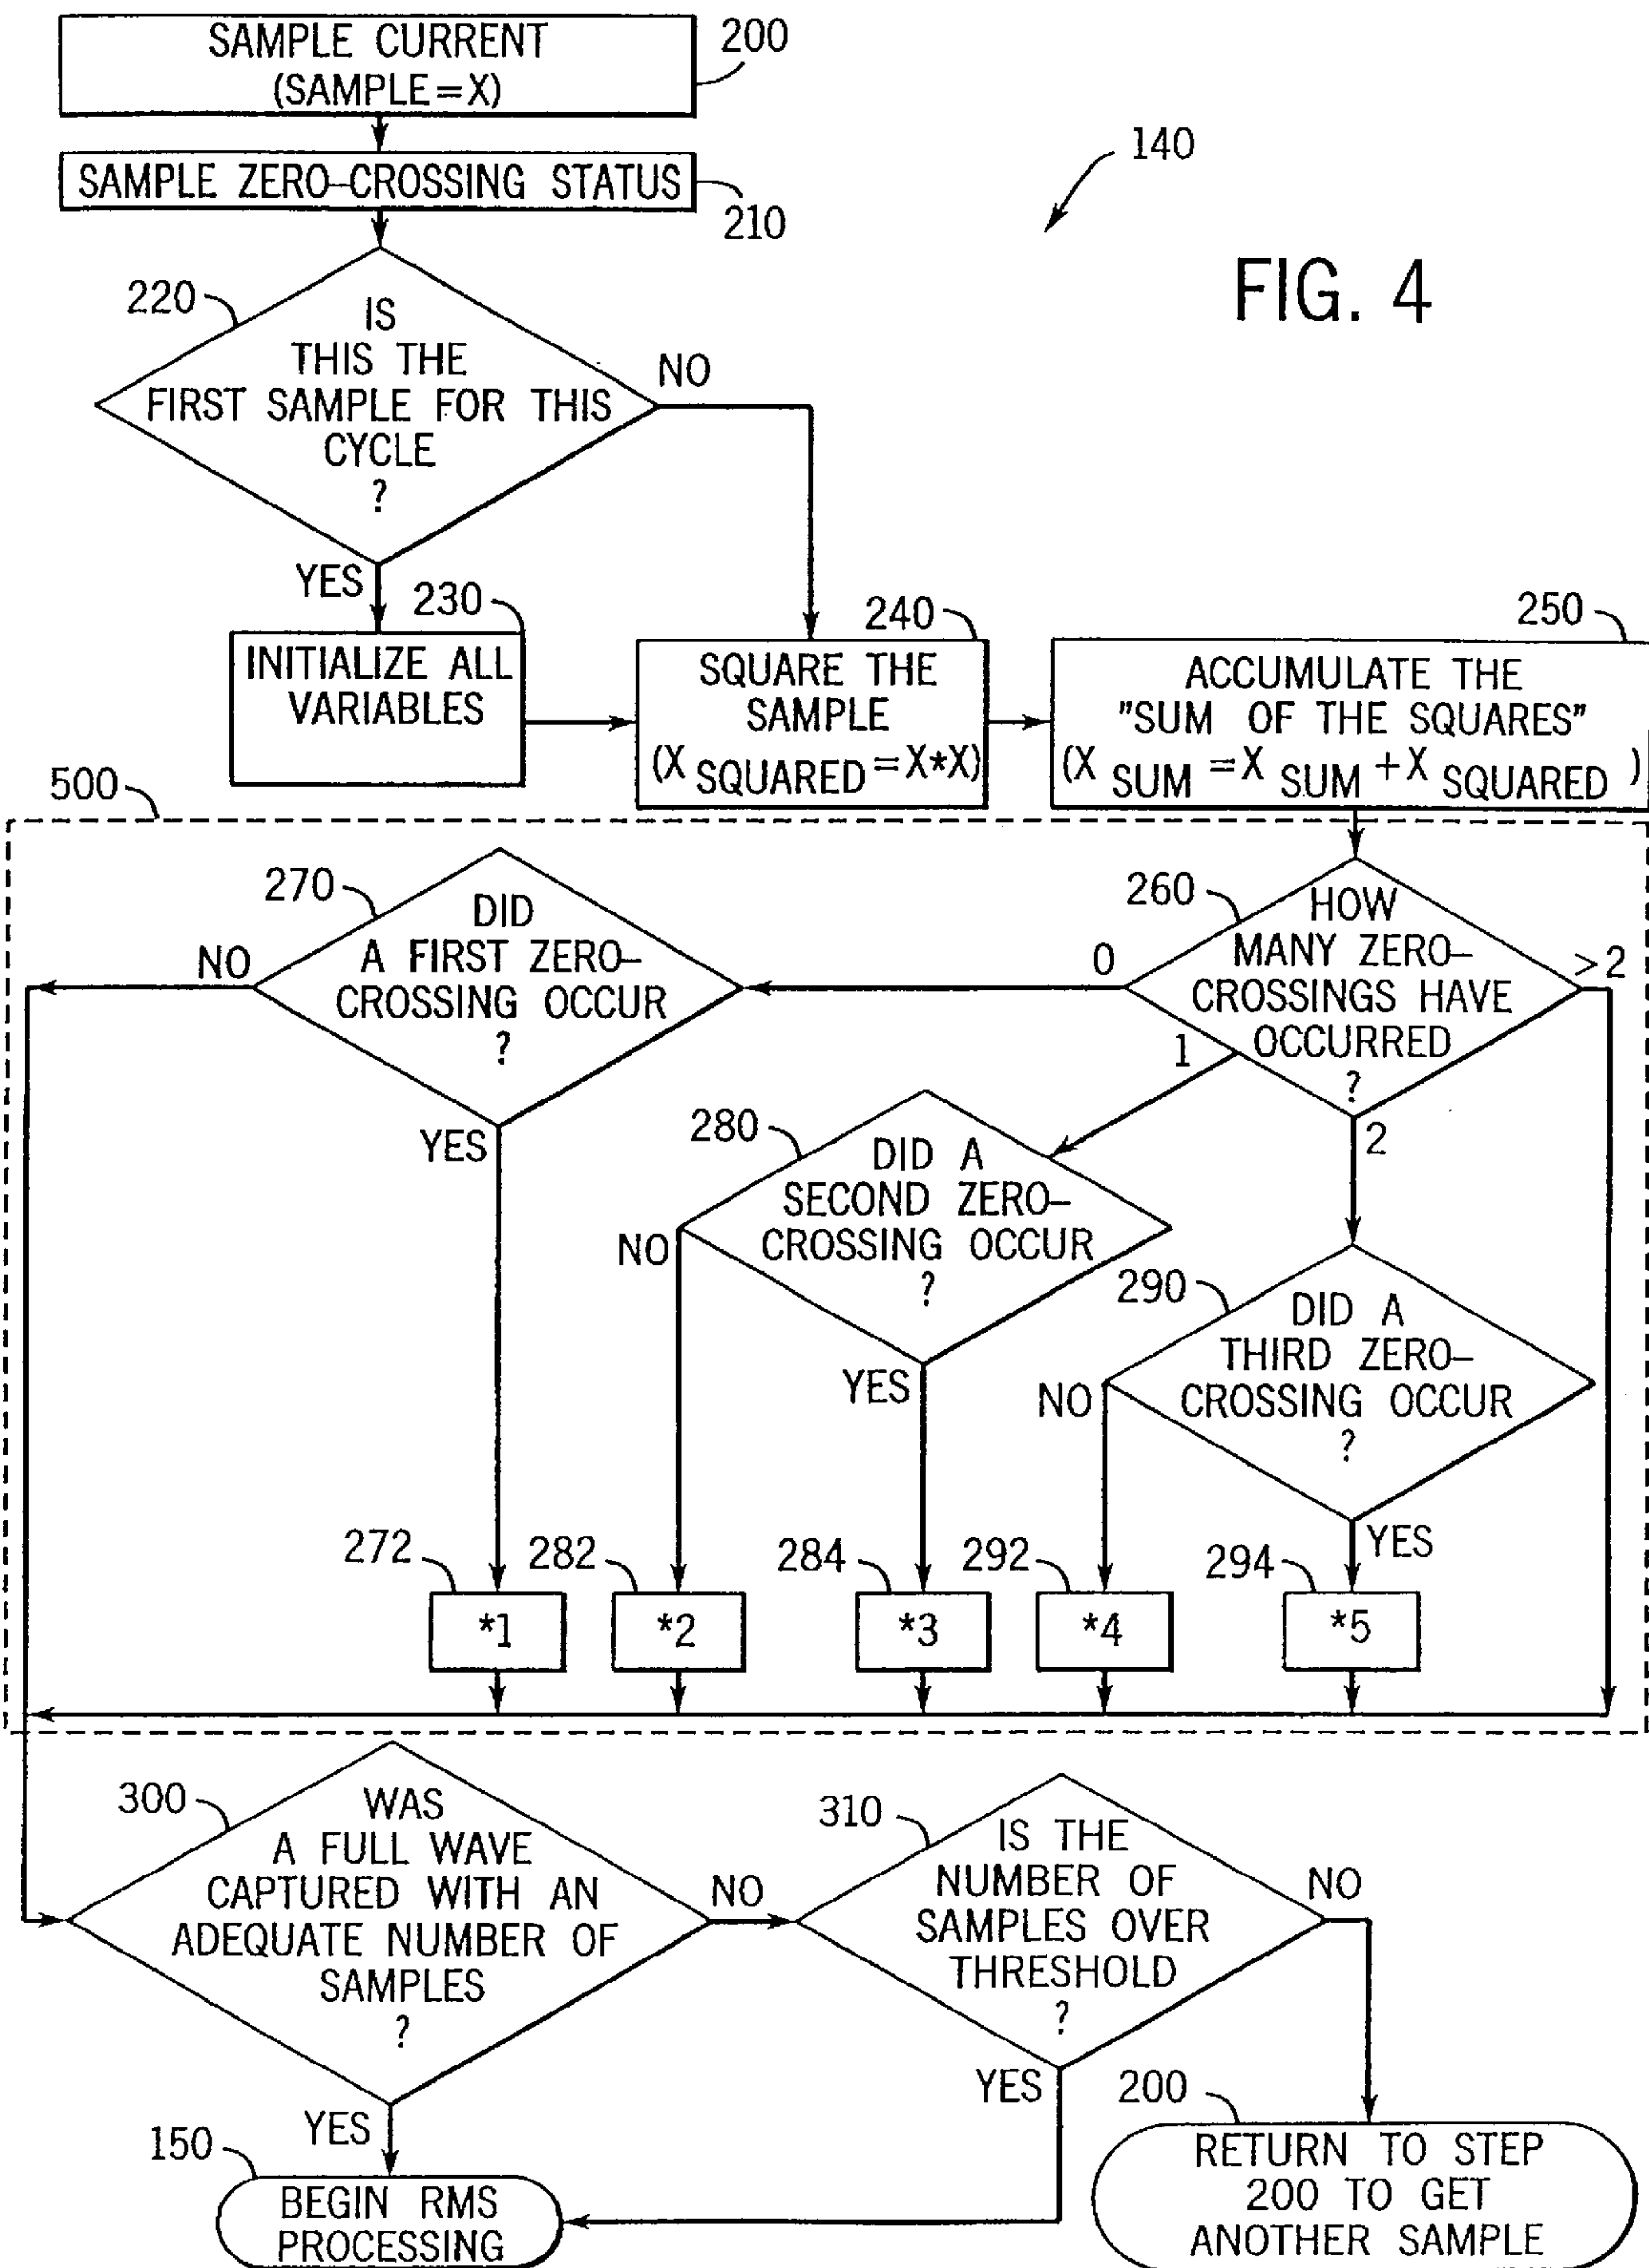 SAMPLE CURRENT
(SAMPLE=X)
200
SAMPLE ZERO-CROSSING STATUS
210
140
FIG. 4
220
IS
THIS THE
FIRST SAMPLE FOR THIS
CYCLE
?
NO
YES
230
INITIALIZE ALL
VARIABLES
240
SQUARE THE
SAMPLE
(X SQUARED=X*X)
250
ACCUMULATE THE
"SUM OF THE SQUARES"
(X SUM =X SUM +X SQUARED )
500
270
DID
A FIRST ZERO-
CROSSING OCCUR
?
NO
YES
260
HOW
MANY ZERO-
CROSSINGS HAVE
OCCURRED
?
0
>2
1
2
280
DID A
SECOND ZERO-
CROSSING OCCUR
?
NO
YES
290
DID A
THIRD ZERO-
CROSSING OCCUR
?
NO
YES
272
*1
282
*2
284
*3
292
*4
294
*5
300
WAS
A FULL WAVE
CAPTURED WITH AN
ADEQUATE NUMBER OF
SAMPLES
?
NO
YES
310
IS THE
NUMBER OF
SAMPLES OVER
THRESHOLD
?
NO
YES
150
BEGIN RMS
PROCESSING
200
RETURN TO STEP
200 TO GET
ANOTHER SAMPLE